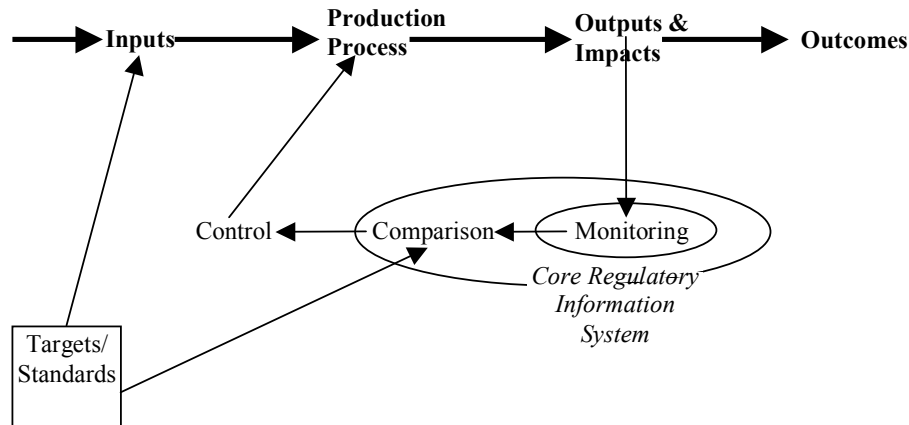 Inputs
Production
Process
Outputs &
Impacts
Outcomes
Control
Comparison
Monitoring
Core Regulatory
Information
System
Targets/
Standards